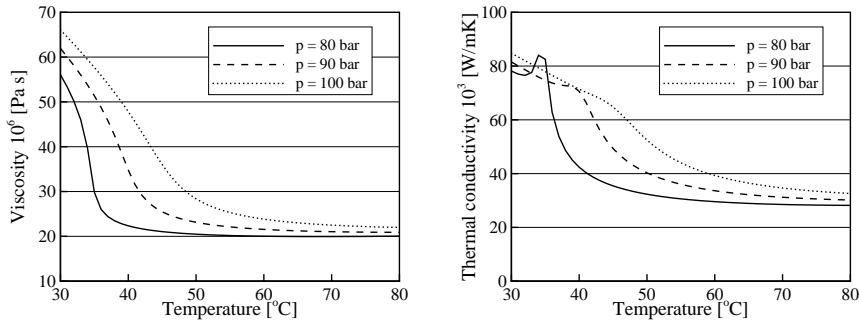 Viscosity 10^6 [Pa s]
70
60
50
40
30
20
10
p = 80 bar
p = 90 bar
p = 100 bar
30 40 50 60 70 80
Temperature [°C]
Thermal conductivity 10^3 [W/mK]
100
80
60
40
20
0
p = 80 bar
p = 90 bar
p = 100 bar
30 40 50 60 70 80
Temperature [°C]